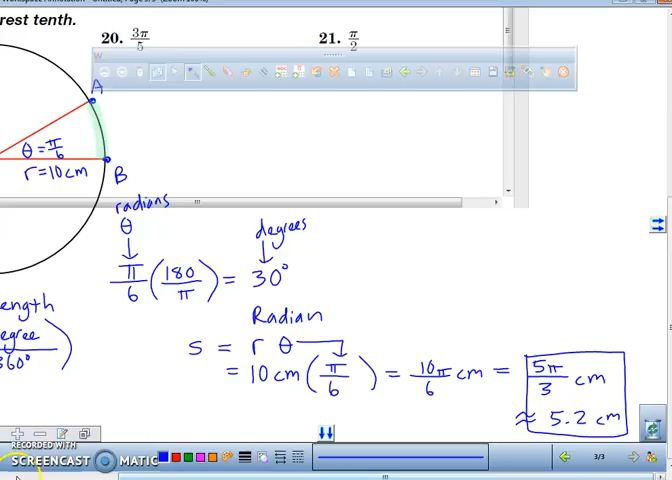 rest tenth.
20. 3π/5
21. π/2
A
θ = π/6
r = 10 cm
B
radians
θ
degrees
π/6 (180/π) = 30°
ength
egree
360°
Radian
s = r θ
= 10 cm (π/6) = 10π/6 cm = 5π/3 cm
≈ 5.2 cm
RECORDED WITH
SCREENCAST MATIC
3/3